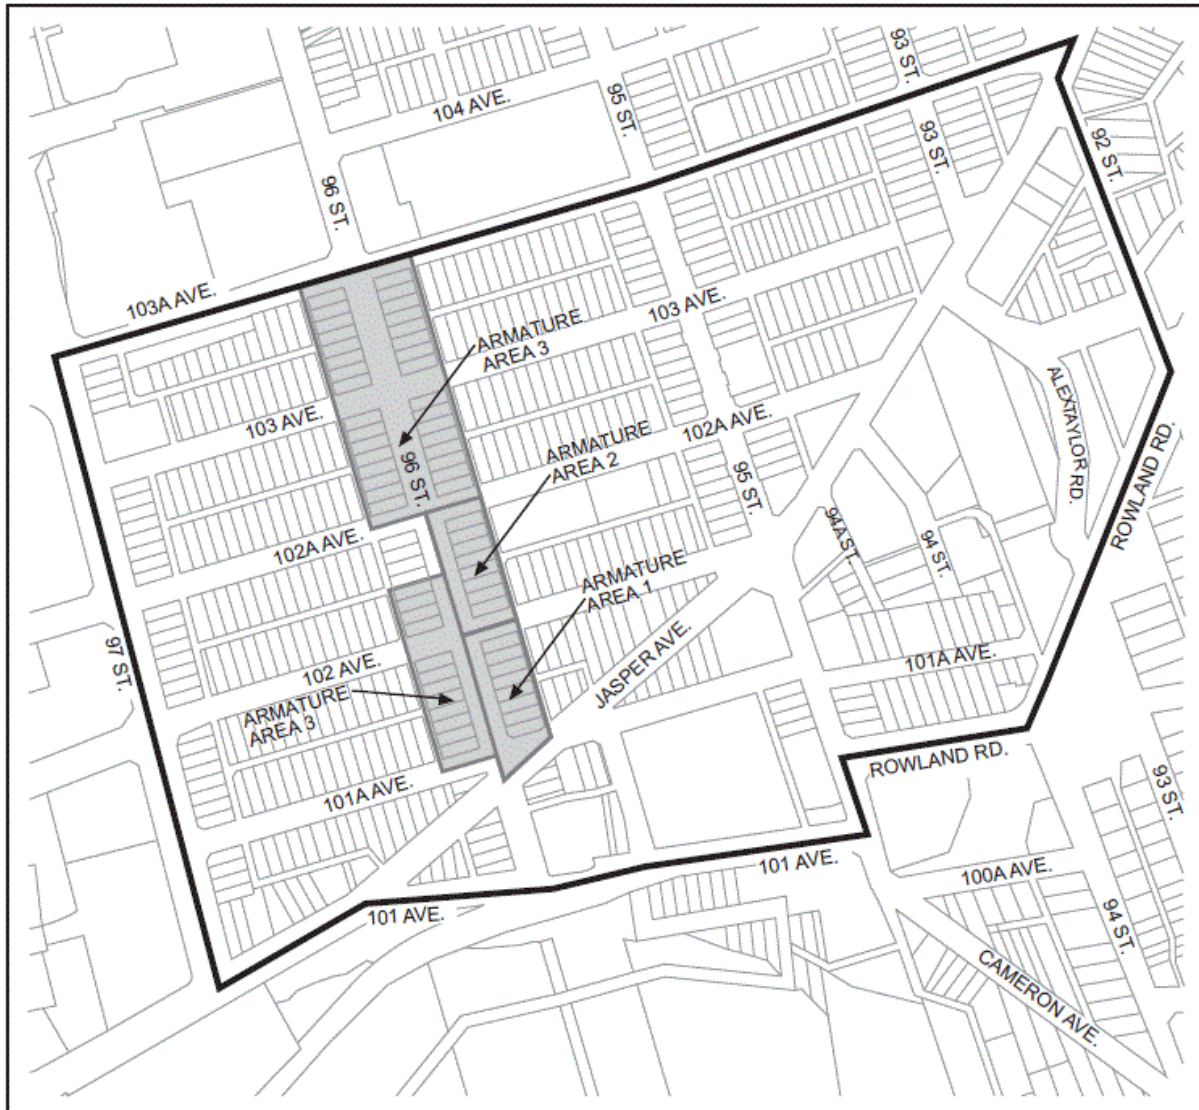 93 ST.
104 AVE.
95 ST.
93 ST.
92 ST.
96 ST.
103A AVE.
103 AVE.
ARMATURE
AREA 3
103 AVE.
ALEXTAYLOR RD.
102A AVE.
ARMATURE
AREA 2
96 ST.
ROWLAND RD.
95 ST.
94A ST.
94 ST.
102A AVE.
ARMATURE
AREA 1
97 ST.
102 AVE.
JASPER AVE.
101A AVE.
ARMATURE
AREA 3
ROWLAND RD.
93 ST.
101A AVE.
101 AVE.
100A AVE.
101 AVE.
94 ST.
CAMERON AVE.